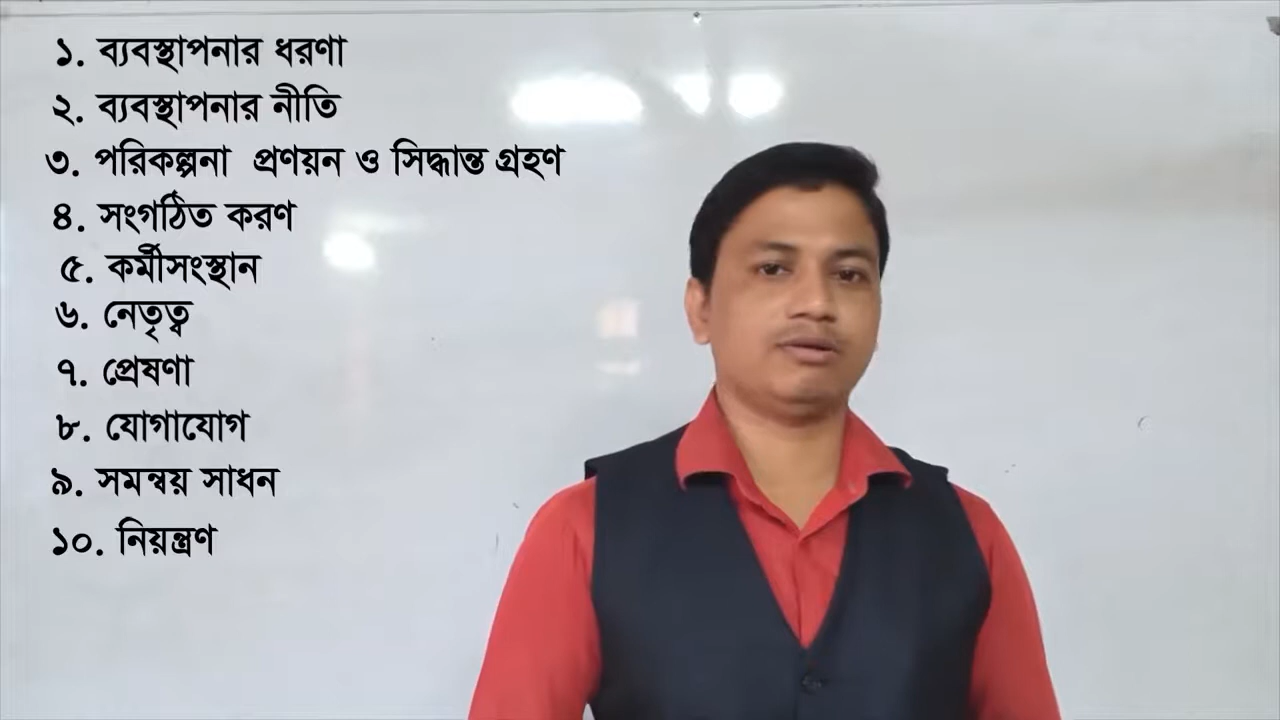 ১. ব্যবস্থাপনার ধরণা
২. ব্যবস্থাপনার নীতি
৩. পরিকল্পনা প্রণয়ন ও সিদ্ধান্ত গ্রহণ
৪. সংগঠিত করণ
৫. কর্মীসংস্থান
৬. নেতৃত্ব
৭. প্রেষণা
৮. যোগাযোগ
৯. সমন্বয় সাধন
১০. নিয়ন্ত্রণ